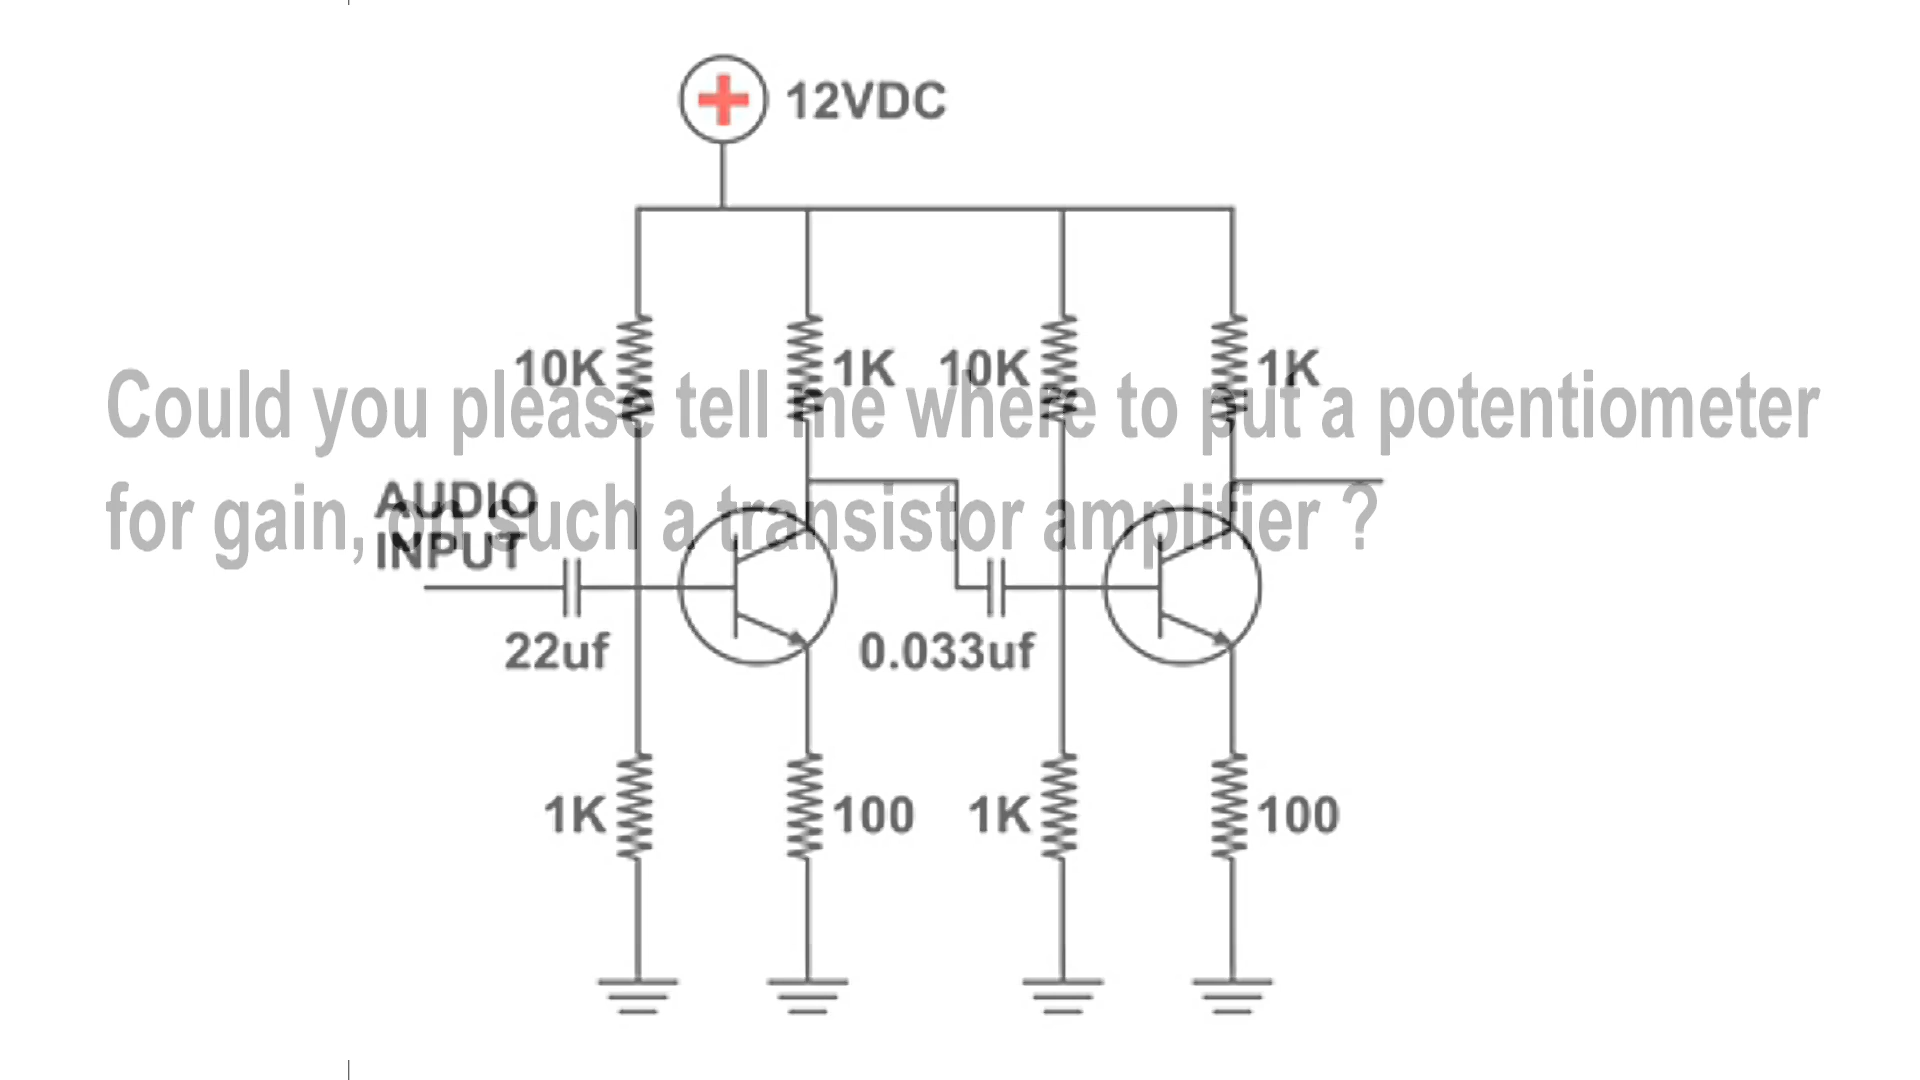 12VDC
10K 1K 10K 1K
Could you please tell me where to put a potentiometer
for gain, on such a transistor amplifier ?
AUDIO
INPUT
22uf 0.033uf
1K 100 1K 100